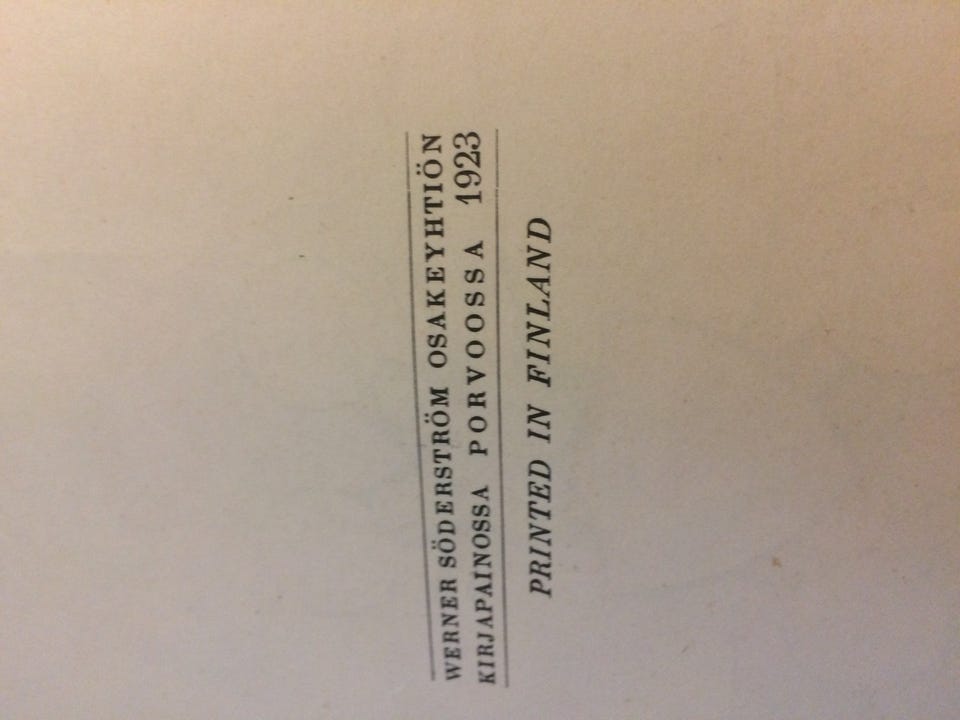 WERNER SÖDERSTRÖM OSAKEYHTIÖN
KIRJAPAINOSSA PORVOOSSA 1923
PRINTED IN FINLAND